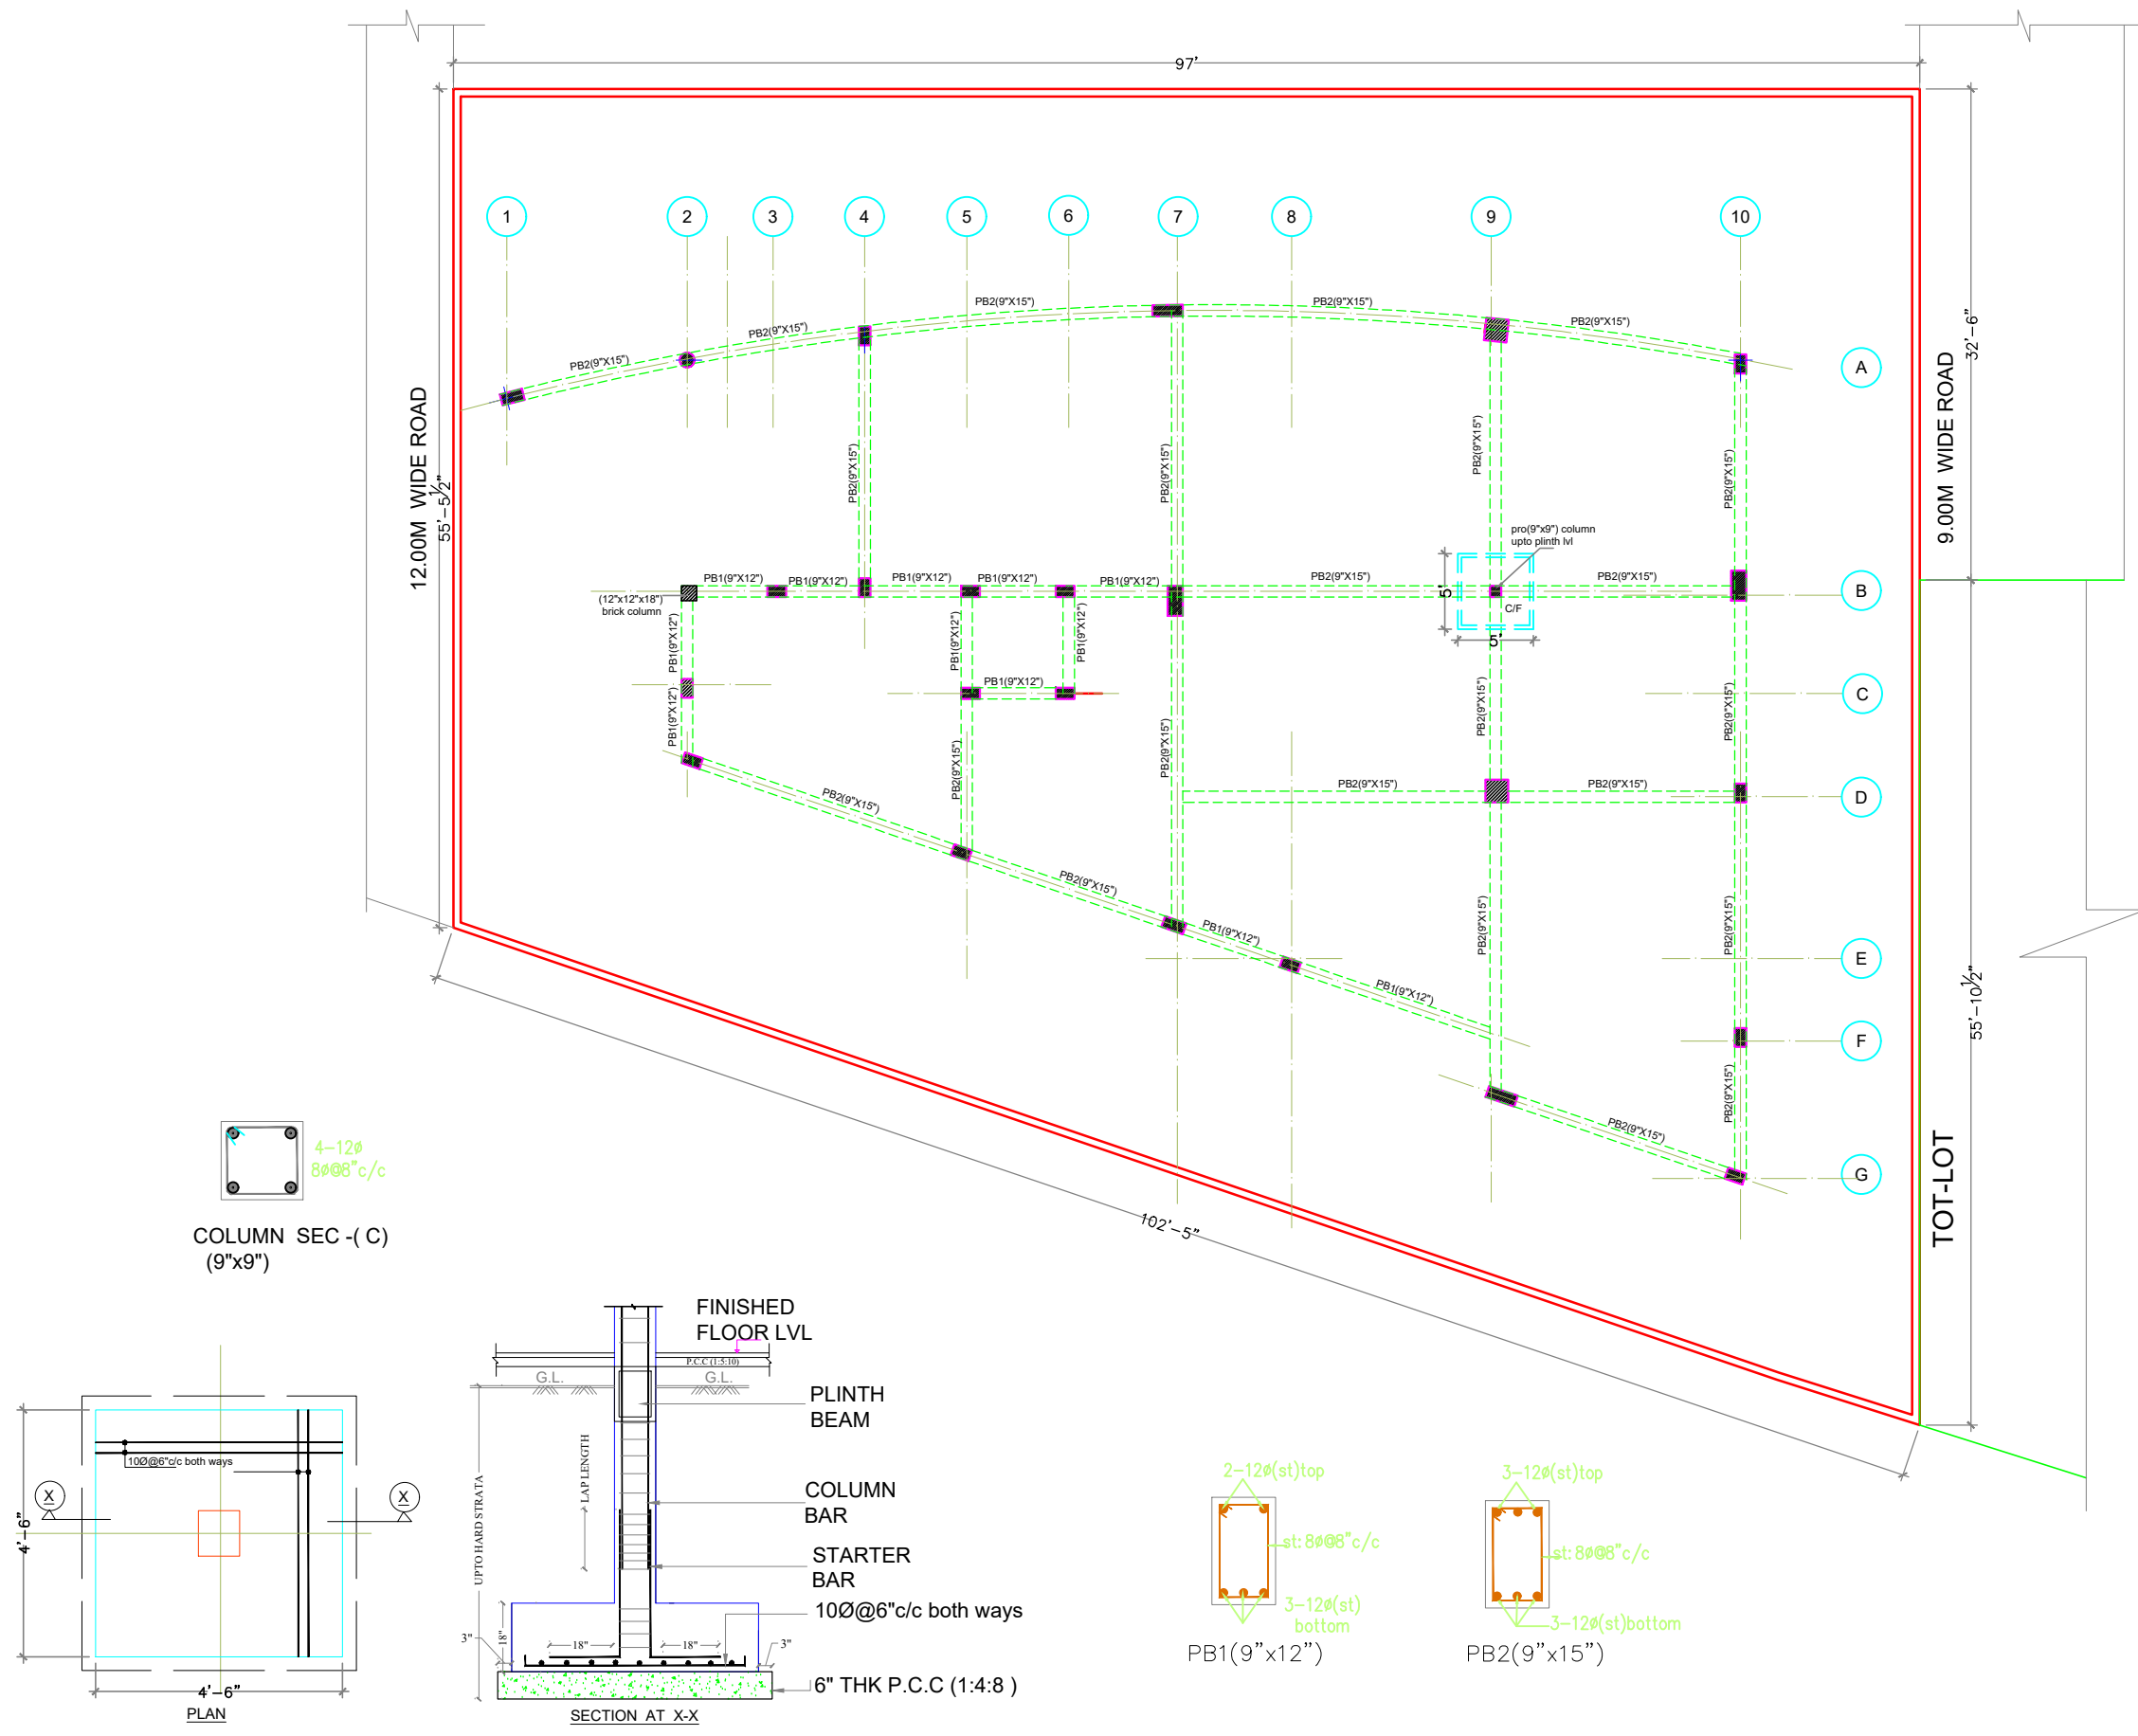 97'
1
2
3
4
5
6
7
8
9
10
PB2(9"X15")
PB2(9"X15")
PB2(9"X15")
PB2(9"X15")
PB2(9"X15")
A
32'-6"
12.00M WIDE ROAD
55'-5½"
9.00M WIDE ROAD
PB2(9"X15")
PB2(9"X15")
PB2(9"X15")
PB2(9"X15")
pro(9"x9") column
upto plinth lvl
PB1(9"X12")
PB1(9"X12")
PB1(9"X12")
PB1(9"X12")
PB1(9"X12")
PB2(9"X15")
PB2(9"X15")
B
(12"x12"x18")
brick column
5'
C/F
5'
PB1(9"X12")
PB1(9"X12")
PB1(9"X12")
PB1(9"X12")
PB1(9"X12")
C
PB2(9"X15")
PB2(9"X15")
PB2(9"X15")
PB2(9"X15")
PB2(9"X15")
PB2(9"X15")
PB2(9"X15")
D
PB2(9"X15")
PB1(9"X12")
PB2(9"X15")
PB2(9"X15")
E
PB1(9"X12")
55'-10½"
F
PB2(9"X15")
PB2(9"X15")
G
TOT-LOT
102'-5"
4-12ø
8ø@8"c/c
COLUMN SEC -( C)
(9"x9")
FINISHED
FLOOR LVL
P.C.C (1:5:10)
G.L.
G.L.
PLINTH
BEAM
LAP LENGTH
UPTO HARD STRATA
COLUMN
BAR
STARTER
BAR
10Ø@6"c/c both ways
18"
3"
18"
18"
3"
6" THK P.C.C (1:4:8 )
SECTION AT X-X
10Ø@6"c/c both ways
X
X
4'-6"
4'-6"
PLAN
2-12ø(st)top
st:8ø@8"c/c
3-12ø(st)
bottom
PB1(9"x12")
3-12ø(st)top
st:8ø@8"c/c
3-12ø(st)bottom
PB2(9"x15")